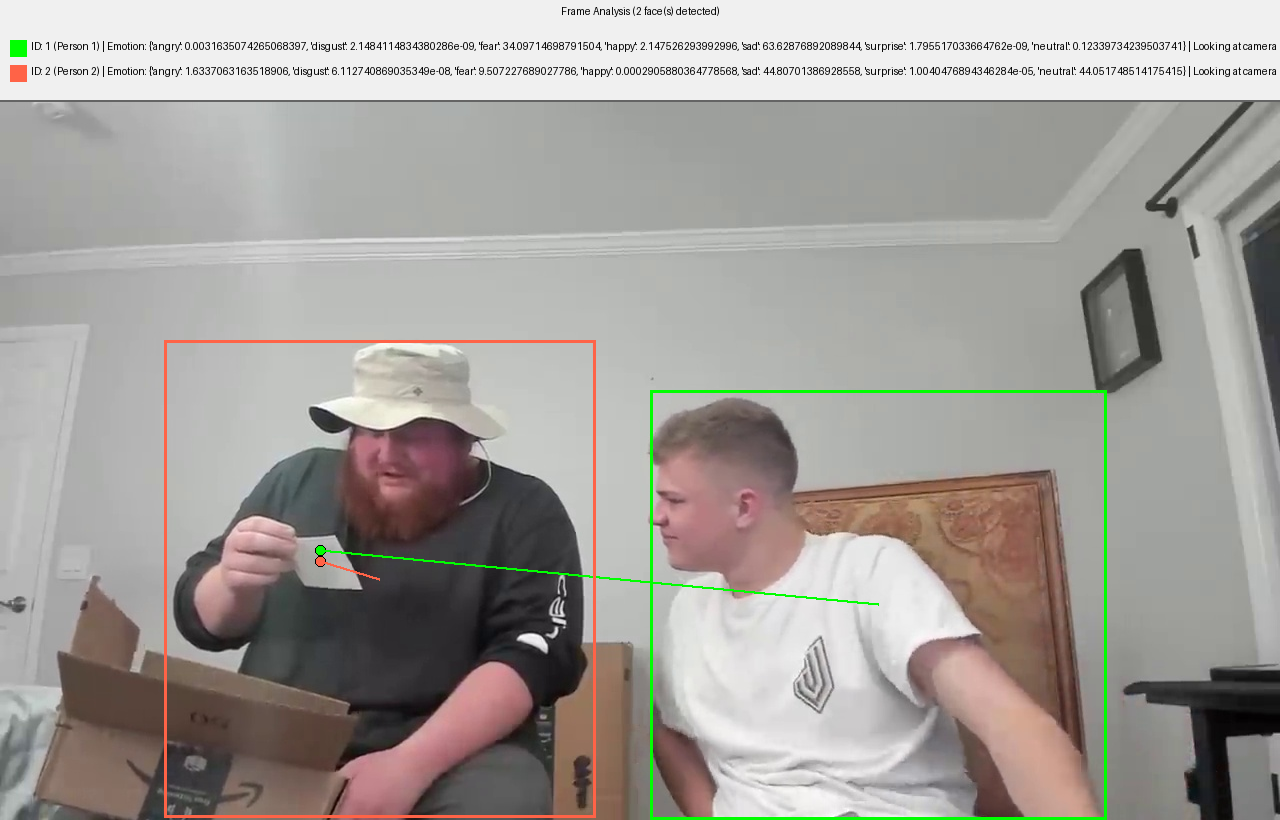 Frame Analysis (2 face(s) detected)
ID: 1 (Person 1) | Emotion: {'angry': 0.0031635074265068397, 'disgust': 2.1484114834380286e-09, 'fear': 34.09714698791504, 'happy': 2.147526293992996, 'sad': 63.62876892089844, 'surprise': 1.795517033664762e-09, 'neutral': 0.12339734239503741} | Looking at camera
ID: 2 (Person 2) | Emotion: {'angry': 1.6337063163518906, 'disgust': 6.112740869035349e-08, 'fear': 9.507227689027786, 'happy': 0.0002905880364778568, 'sad': 44.80701386928558, 'surprise': 1.0040476894346284e-05, 'neutral': 44.051748514175415} | Looking at camera